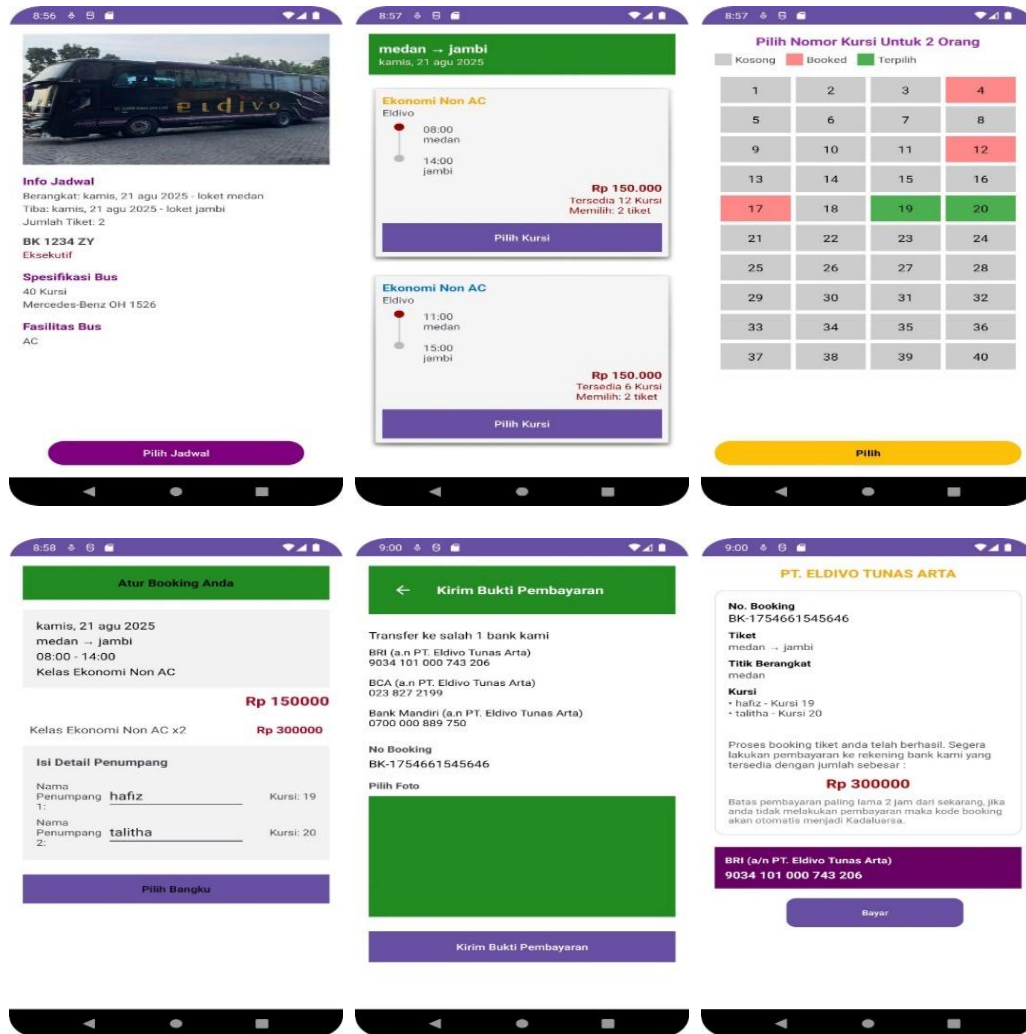 8:56
eldivo
Info Jadwal
Berangkat: kamis, 21 agu 2025 - loket medan
Tiba: kamis, 21 agu 2025 - loket jambi
Jumlah Tiket: 2
BK 1234 ZY
Eksekutif
Spesifikasi Bus
40 Kursi
Mercedes-Benz OH 1526
Fasilitas Bus
AC
Pilih Jadwal
8:57
medan → jambi
kamis, 21 agu 2025
Ekonomi Non AC
Eldivo
08:00
medan
14:00
jambi
Rp 150.000
Tersedia 12 Kursi
Memilih: 2 tiket
Pilih Kursi
Ekonomi Non AC
Eldivo
11:00
medan
15:00
jambi
Rp 150.000
Tersedia 6 Kursi
Memilih: 2 tiket
Pilih Kursi
8:57
Pilih Nomor Kursi Untuk 2 Orang
Kosong Booked Terpilih
1 2 3 4
5 6 7 8
9 10 11 12
13 14 15 16
17 18 19 20
21 22 23 24
25 26 27 28
29 30 31 32
33 34 35 36
37 38 39 40
Pilih
8:58
Atur Booking Anda
kamis, 21 agu 2025
medan → jambi
08:00 - 14:00
Kelas Ekonomi Non AC
Rp 150000
Kelas Ekonomi Non AC x2 Rp 300000
Isi Detail Penumpang
Nama
Penumpang hafiz Kursi: 19
1:
Nama
Penumpang talitha Kursi: 20
2:
Pilih Bangku
9:00
← Kirim Bukti Pembayaran
Transfer ke salah 1 bank kami
BRI (a.n PT. Eldivo Tunas Arta)
9034 101 000 743 206
BCA (a.n PT. Eldivo Tunas Arta)
023 827 2199
Bank Mandiri (a.n PT. Eldivo Tunas Arta)
0700 000 889 750
No Booking
BK-1754661545646
Pilih Foto
Kirim Bukti Pembayaran
9:00
PT. ELDIVO TUNAS ARTA
No. Booking
BK-1754661545646
Tiket
medan → jambi
Titik Berangkat
medan
Kursi
• hafiz - Kursi 19
• talitha - Kursi 20
Proses booking tiket anda telah berhasil. Segera
lakukan pembayaran ke rekening bank kami yang
tersedia dengan jumlah sebesar :
Rp 300000
Batas pembayaran paling lama 2 jam dari sekarang, jika
anda tidak melakukan pembayaran maka kode booking
akan otomatis menjadi Kadaluarsa.
BRI (a/n PT. Eldivo Tunas Arta)
9034 101 000 743 206
Bayar